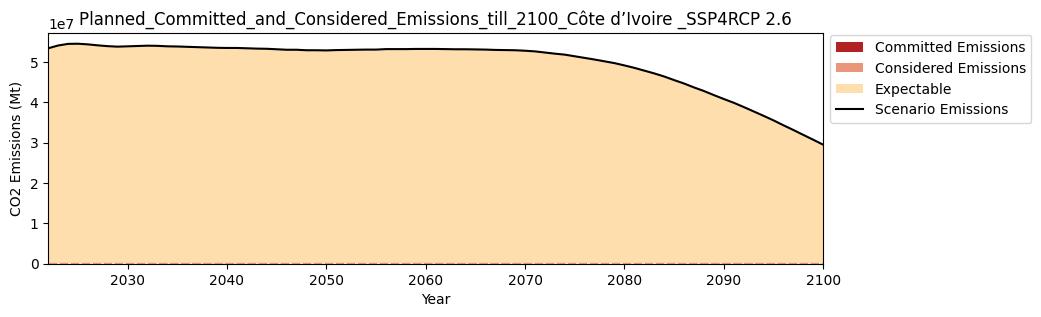 Planned_Committed_and_Considered_Emissions_till_2100_Côte d’Ivoire _SSP4RCP 2.6
1e7
5
4
3
2
1
0
CO2 Emissions (Mt)
2030 2040 2050 2060 2070 2080 2090 2100
Year
Committed Emissions
Considered Emissions
Expectable
Scenario Emissions